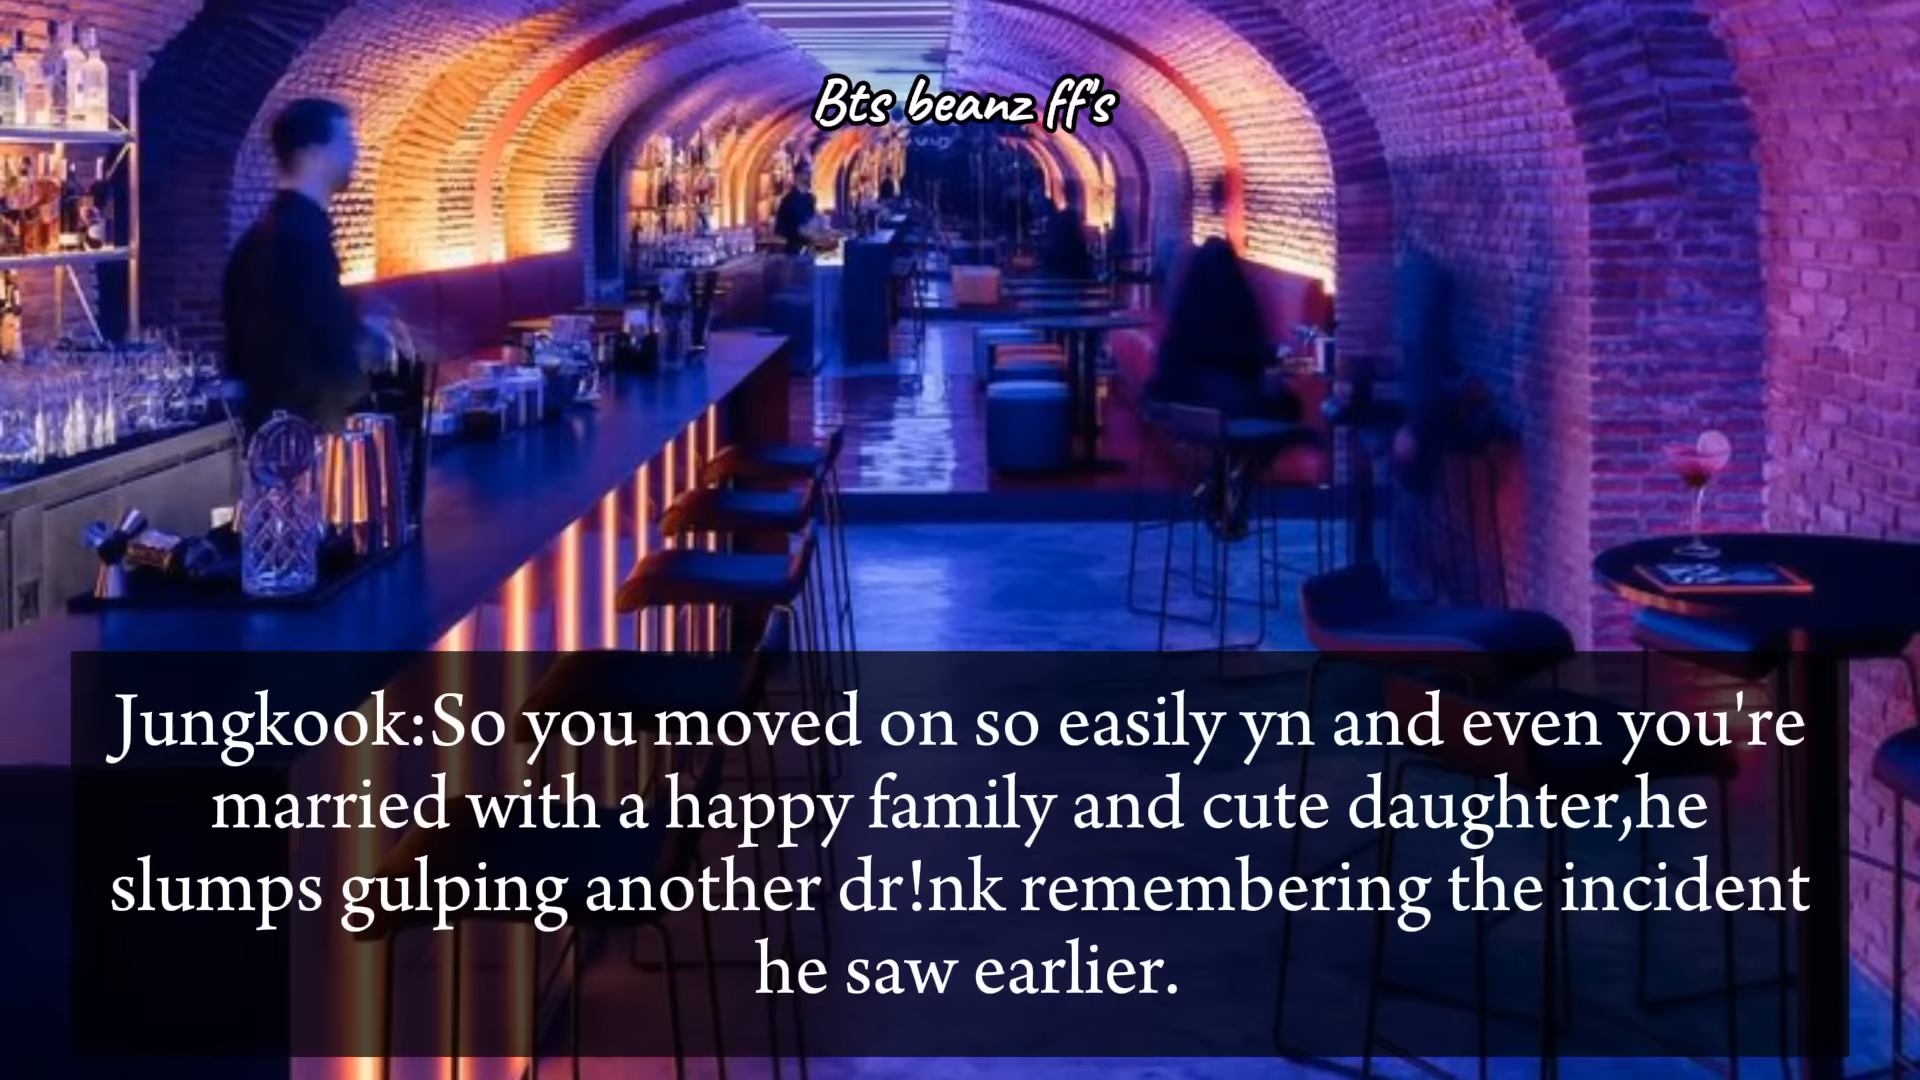 Bts beanz ff's
Jungkook:So you moved on so easily yn and even you're
married with a happy family and cute daughter,he
slumps gulping another dr!nk remembering the incident
he saw earlier.